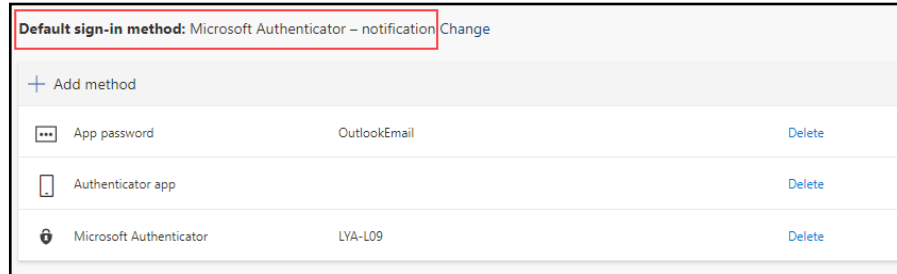 Default sign-in method: Microsoft Authenticator – notification Change
+ Add method
App password OutlookEmail Delete
Authenticator app Delete
Microsoft Authenticator LYA-L09 Delete